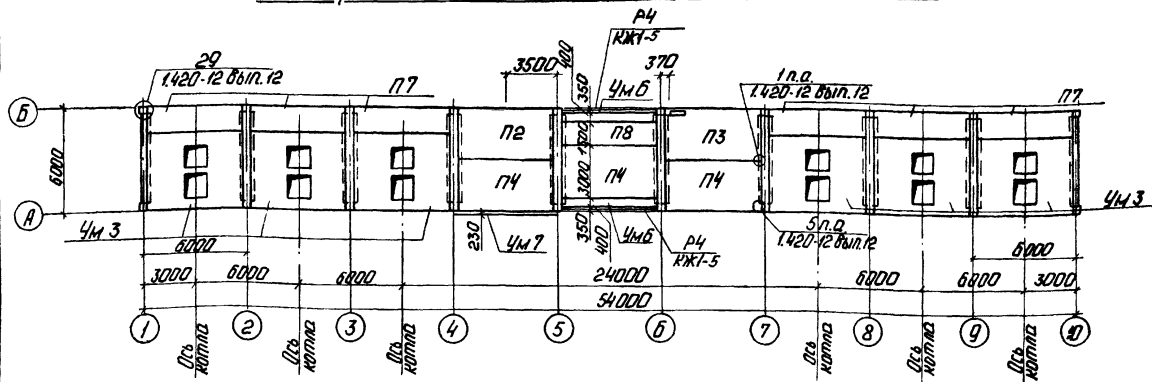 Р4
КЖ1-5
29
1.420-12 вып.12
П7
3500
400
350
Ум6
370
1 п.а.
1.420-12 вып.12
П7
Б
6000
П2
П8
П3
1500
П4
3000
П4
П4
А
Ум3
230
Ум7
350
400
Ум6
Р4
КЖ1-5
5 п.а
1.420-12 вып.12
Ум3
6000
6000
3000
6000
6000
24000
6000
6000
3000
54000
1
2
3
4
5
6
7
8
9
10
Ось котла
Ось котла
Ось котла
Ось котла
Ось котла
Ось котла